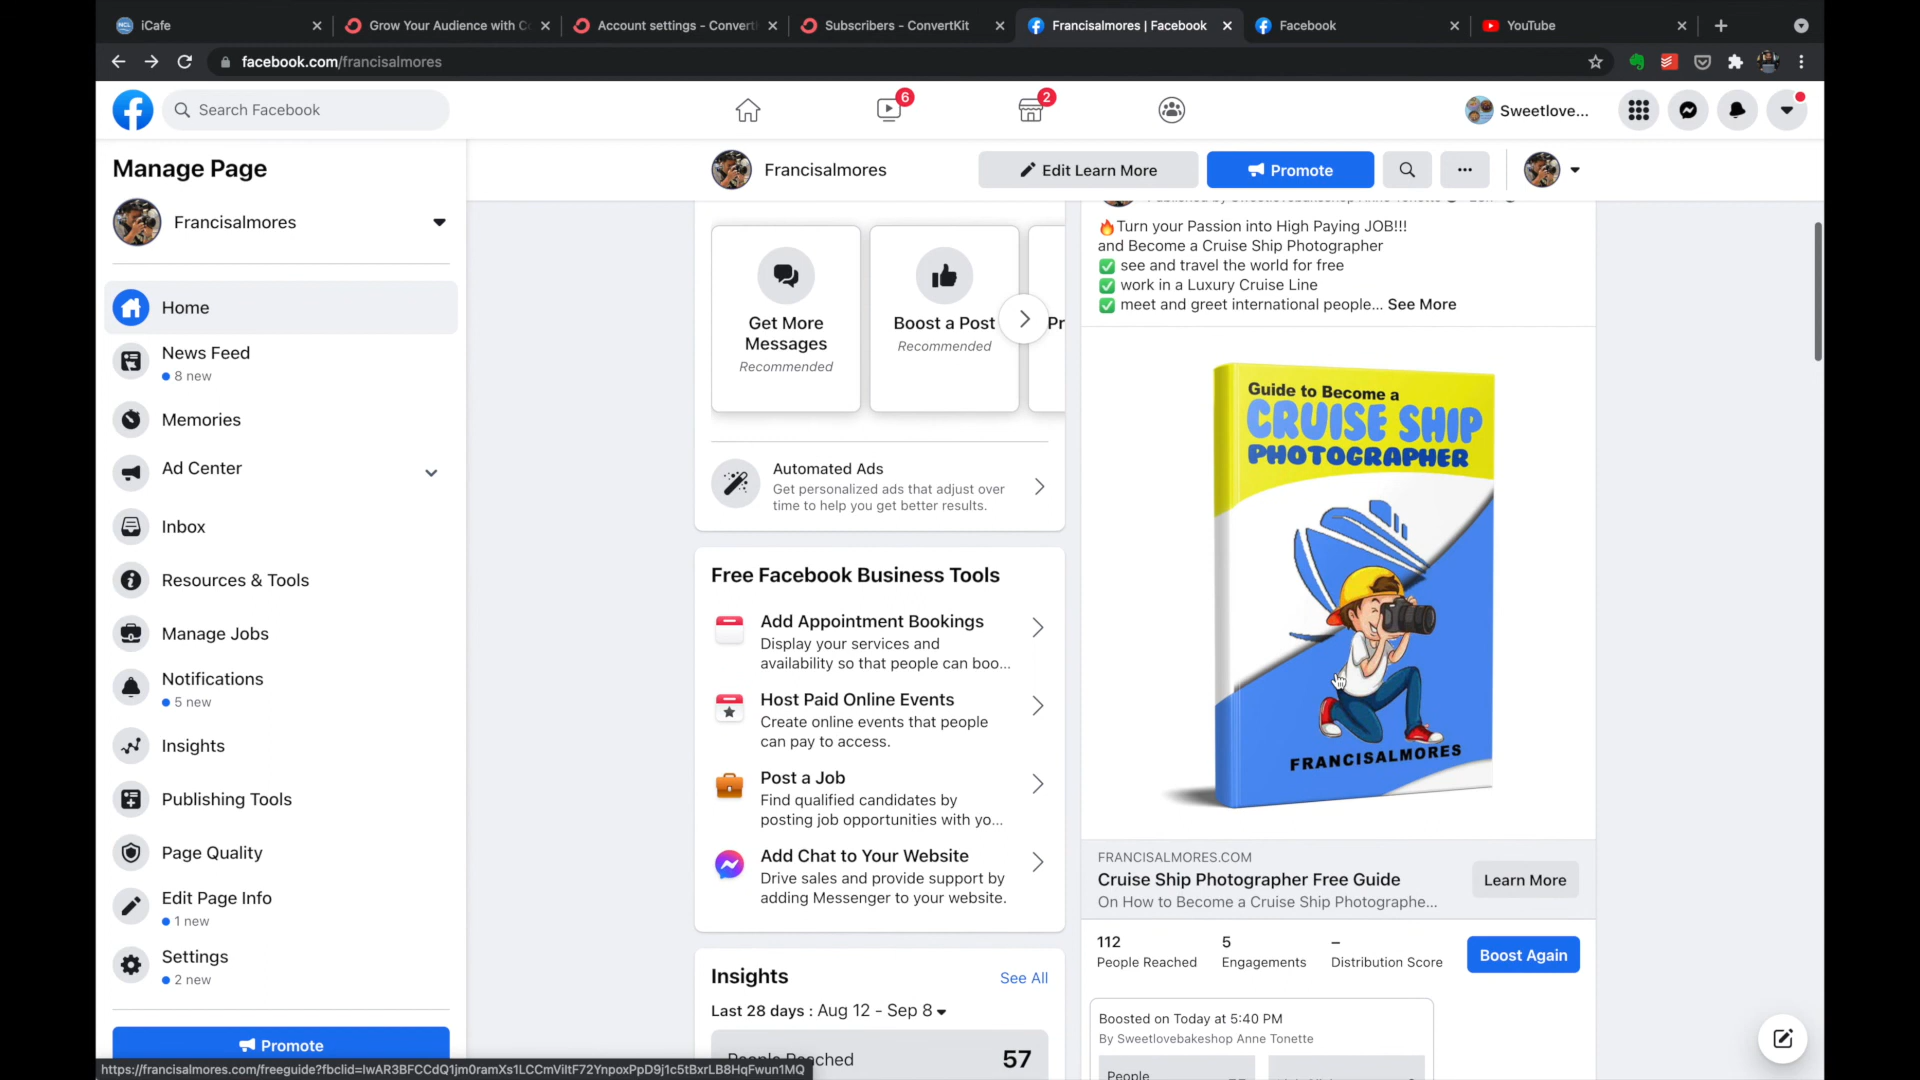 iCafe
Grow Your Audience with C
Account settings - Convert
Subscribers - ConvertKit
Francisalmores | Facebook
Facebook
YouTube
facebook.com/francisalmores
Search Facebook
6
2
Sweetlove...
Manage Page
Francisalmores
Edit Learn More
Promote
Francisalmores
Home
News Feed
8 new
Memories
Ad Center
Inbox
Resources & Tools
Manage Jobs
Notifications
5 new
Insights
Publishing Tools
Page Quality
Edit Page Info
1 new
Settings
2 new
Promote
Get More
Messages
Recommended
Boost a Post
Recommended
Pr
Automated Ads
Get personalized ads that adjust over
time to help you get better results.
Free Facebook Business Tools
Add Appointment Bookings
Display your services and
availability so that people can boo...
Host Paid Online Events
Create online events that people
can pay to access.
Post a Job
Find qualified candidates by
posting job opportunities with yo...
Add Chat to Your Website
Drive sales and provide support by
adding Messenger to your website.
Insights
See All
Last 28 days : Aug 12 - Sep 8
People Reached
57
🔥Turn your Passion into High Paying JOB!!!
and Become a Cruise Ship Photographer
✅ see and travel the world for free
✅ work in a Luxury Cruise Line
✅ meet and greet international people... See More
Guide to Become a
CRUISE SHIP
PHOTOGRAPHER
FRANCISALMORES
FRANCISALMORES.COM
Cruise Ship Photographer Free Guide
On How to Become a Cruise Ship Photographe...
Learn More
112
People Reached
5
Engagements
–
Distribution Score
Boost Again
Boosted on Today at 5:40 PM
By Sweetlovebakeshop Anne Tonette
People